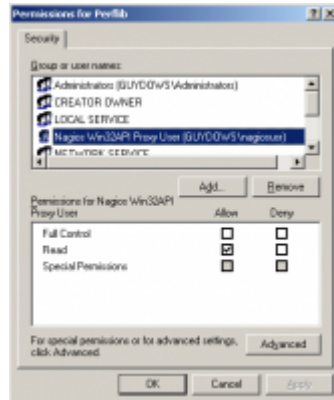 Permissions for Perflib
Security
Group or user names:
Administrators (GUYDOWS\Administrators)
CREATOR OWNER
LOCAL SERVICE
Nagios Win32API Proxy User (GUYDOWS\nagiosuser)
NETWORK SERVICE
Add...
Remove
Permissions for Nagios Win32API
Proxy User
Allow
Deny
Full Control
Read
Special Permissions
For special permissions or for advanced settings,
click Advanced.
Advanced
OK
Cancel
Apply